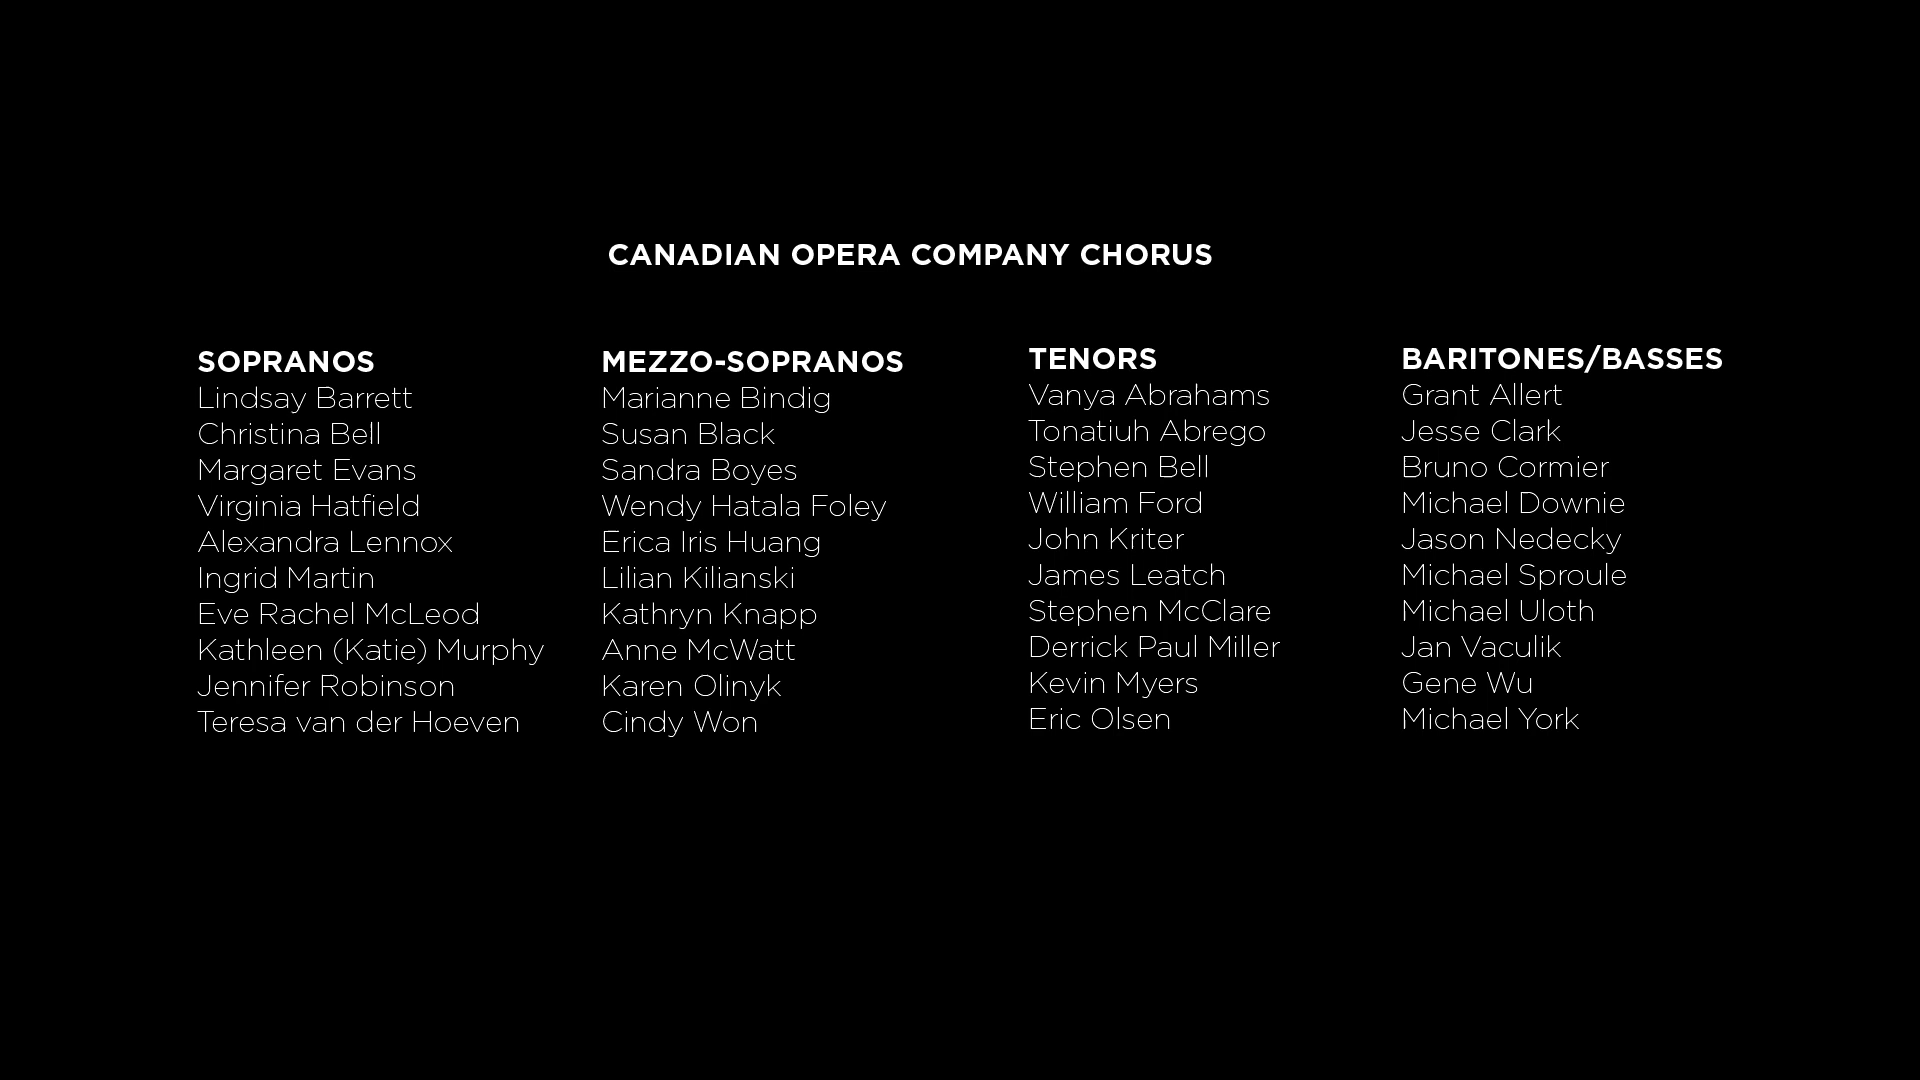 CANADIAN OPERA COMPANY CHORUS
SOPRANOS
Lindsay Barrett
Christina Bell
Margaret Evans
Virginia Hatfield
Alexandra Lennox
Ingrid Martin
Eve Rachel McLeod
Kathleen (Katie) Murphy
Jennifer Robinson
Teresa van der Hoeven
MEZZO-SOPRANOS
Marianne Bindig
Susan Black
Sandra Boyes
Wendy Hatala Foley
Erica Iris Huang
Lilian Kilianski
Kathryn Knapp
Anne McWatt
Karen Olinyk
Cindy Won
TENORS
Vanya Abrahams
Tonatiuh Abrego
Stephen Bell
William Ford
John Kriter
James Leatch
Stephen McClare
Derrick Paul Miller
Kevin Myers
Eric Olsen
BARITONES/BASSES
Grant Allert
Jesse Clark
Bruno Cormier
Michael Downie
Jason Nedecky
Michael Sproule
Michael Uloth
Jan Vaculik
Gene Wu
Michael York